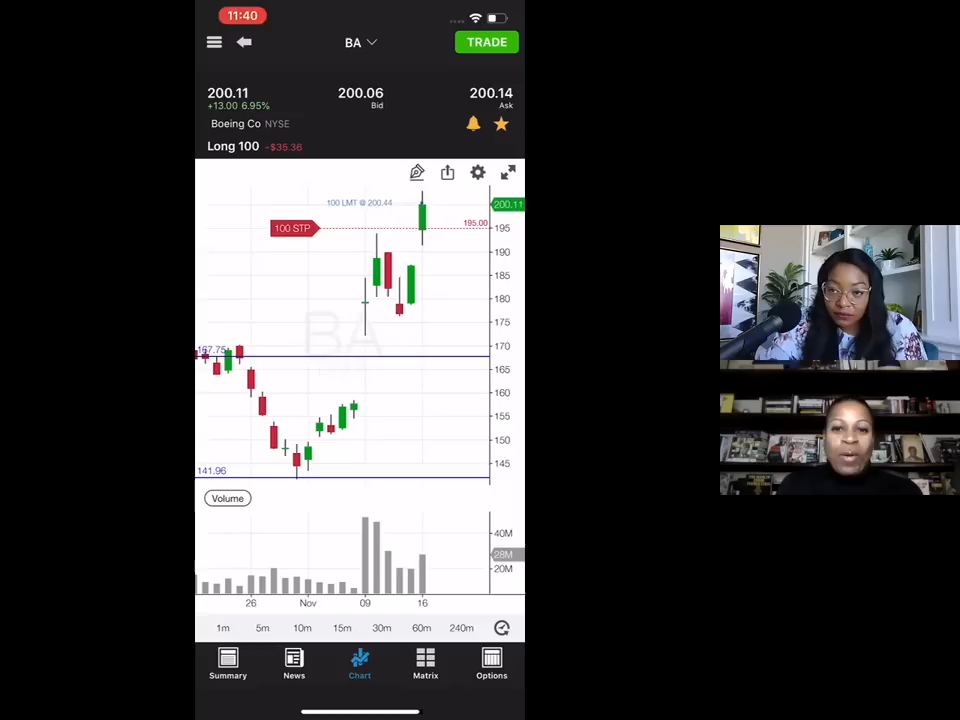 11:40
BA
TRADE
200.11 200.06 200.14
+13.00 6.95% Bid Ask
Boeing Co NYSE
Long 100 -$35.36
100 LMT @ 200.44
200.11
100 STP
195.00
195
190
185
180
175
BA
170
167.75
165
160
155
150
145
141.96
Volume
40M
28M
20M
26 Nov 09 16
1m 5m 10m 15m 30m 60m 240m
Summary News Chart Matrix Options